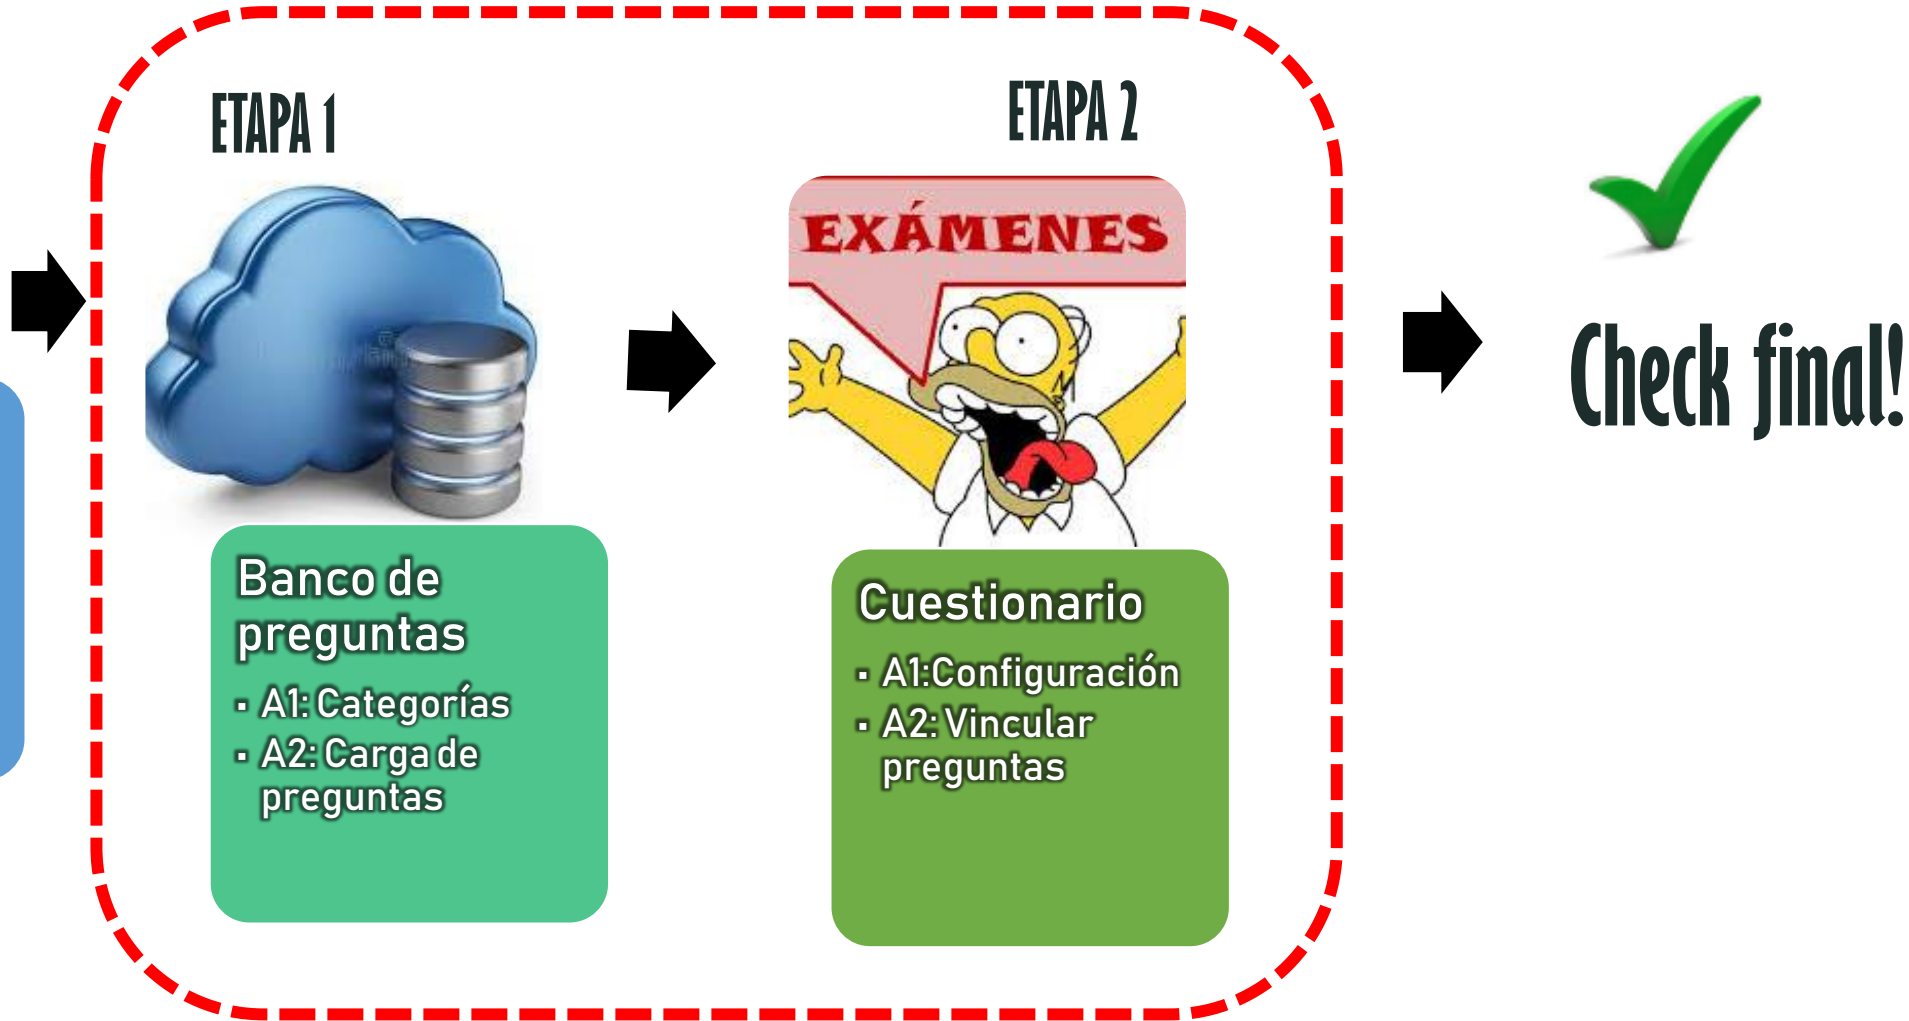 ETAPA 1
ETAPA 2
EXÁMENES
Check final!
Banco de
preguntas
▪ A1: Categorías
▪ A2: Carga de
preguntas
Cuestionario
▪ A1:Configuración
▪ A2: Vincular
preguntas